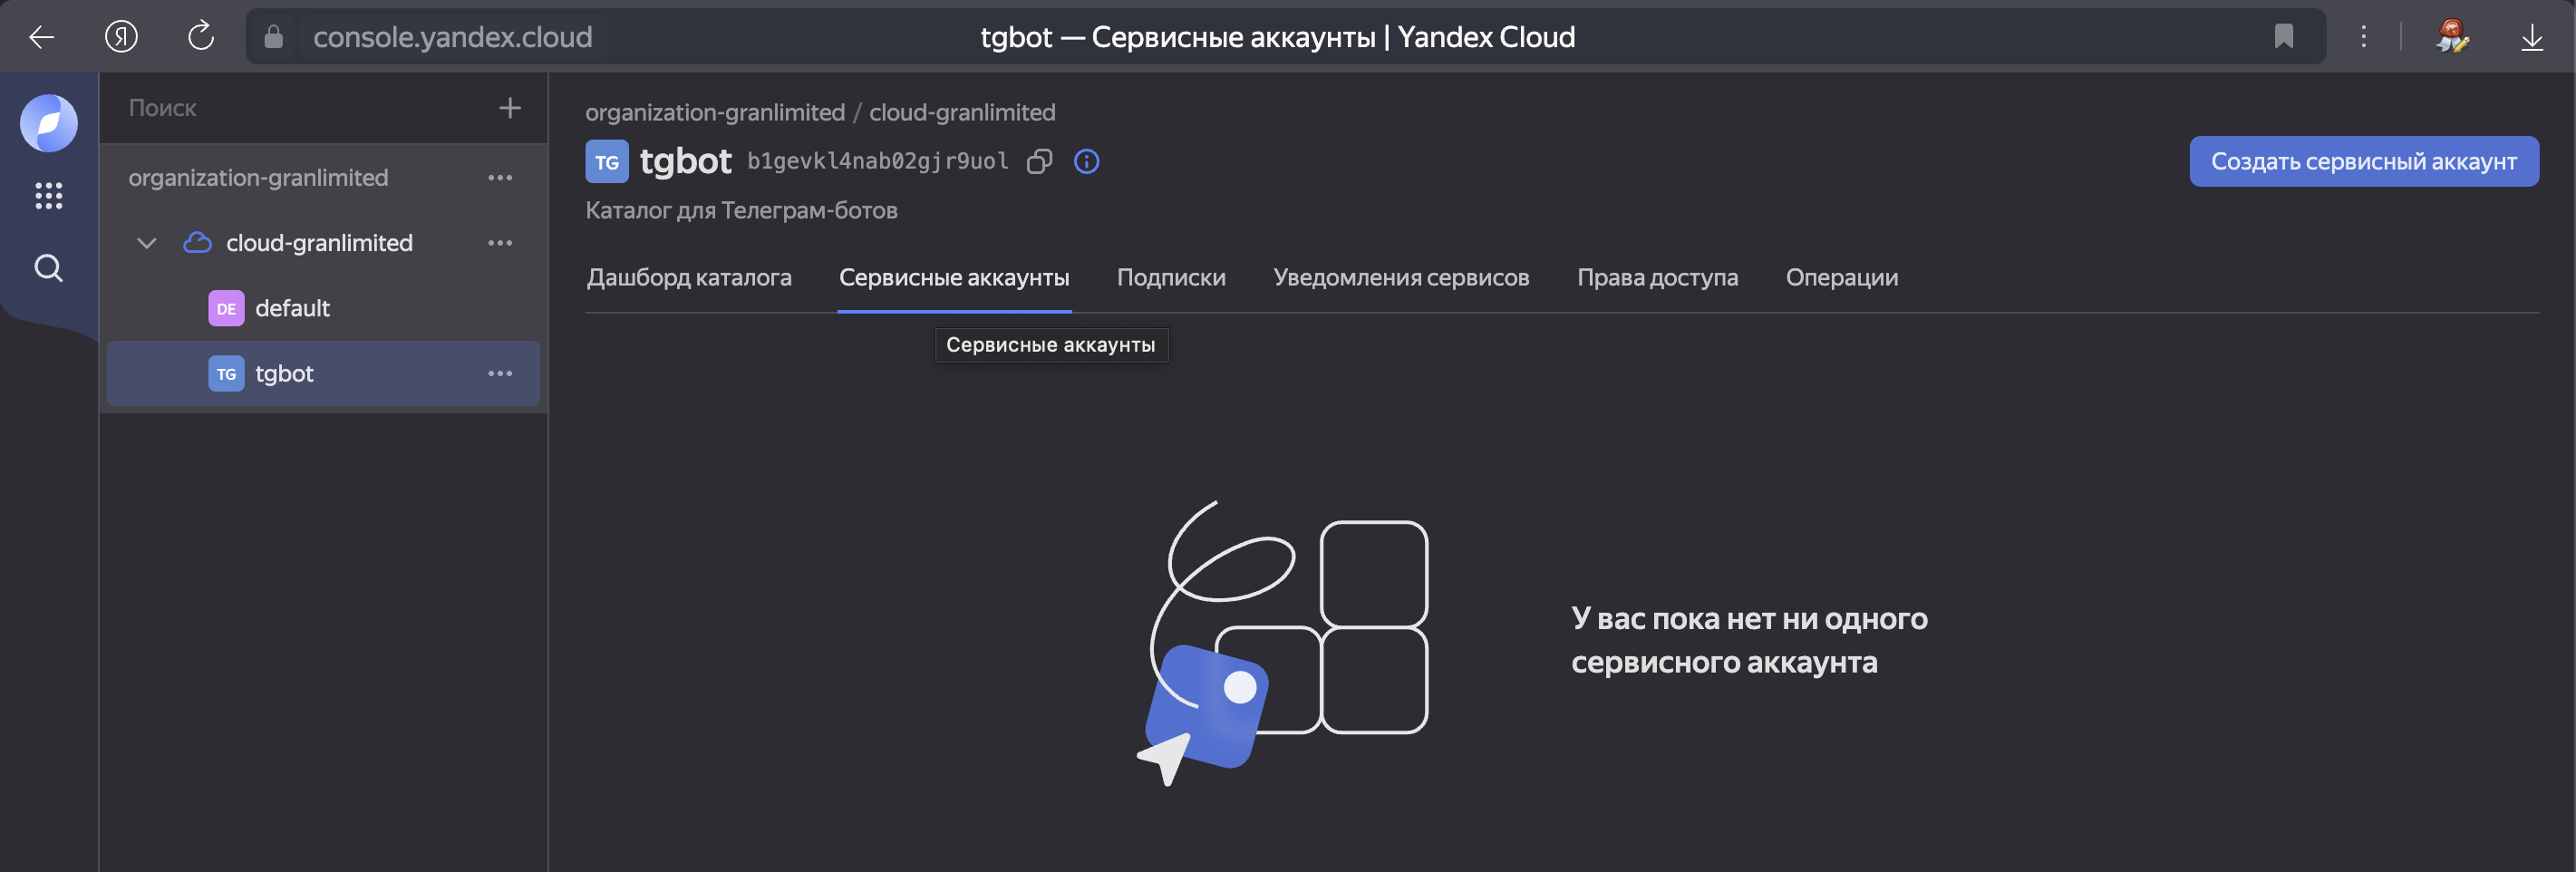 Я
console.yandex.cloud
tgbot — Сервисные аккаунты | Yandex Cloud
Поиск
organization-granlimited
cloud-granlimited
DE default
TG tgbot
organization-granlimited / cloud-granlimited
TG tgbot b1gevkl4nab02gjr9uol
Каталог для Телеграм-ботов
Создать сервисный аккаунт
Дашборд каталога Сервисные аккаунты Подписки Уведомления сервисов Права доступа Операции
Сервисные аккаунты
У вас пока нет ни одного
сервисного аккаунта